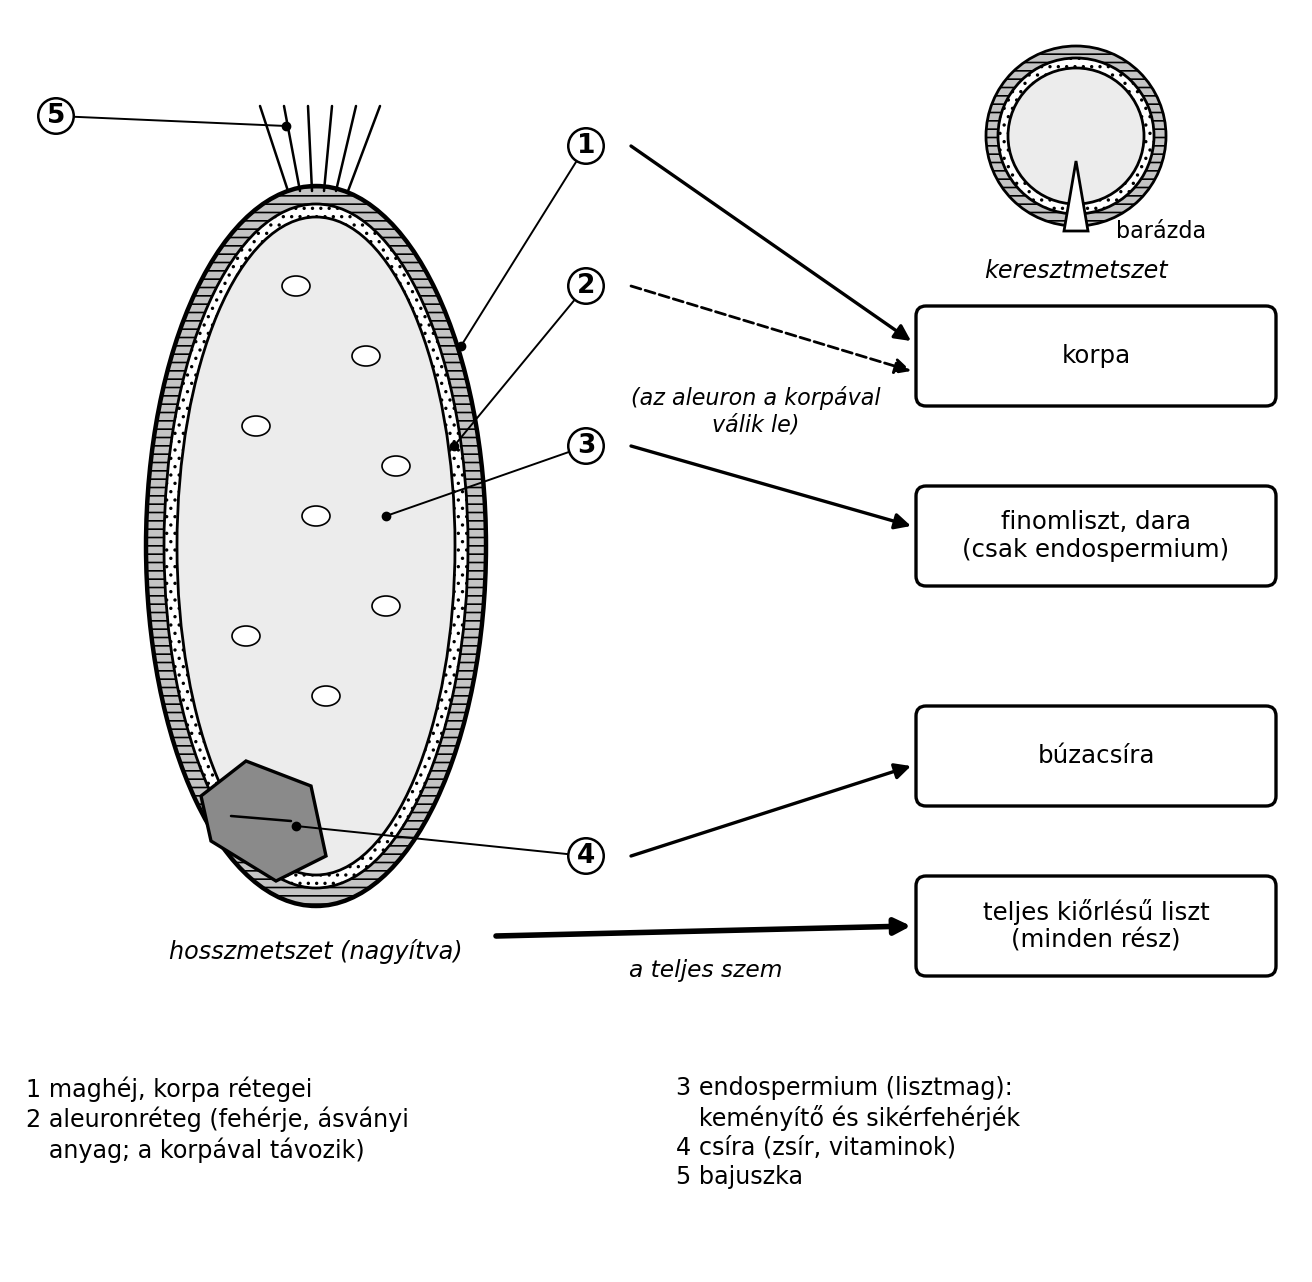 5
1
barázda
keresztmetszet
2
korpa
(az aleuron a korpával
válik le)
3
finomliszt, dara
(csak endospermium)
búzacsíra
4
teljes kiőrlésű liszt
(minden rész)
hosszmetszet (nagyítva)
a teljes szem
1 maghéj, korpa rétegei
2 aleuronréteg (fehérje, ásványi
anyag; a korpával távozik)
3 endospermium (lisztmag):
keményítő és sikérfehérjék
4 csíra (zsír, vitaminok)
5 bajuszka